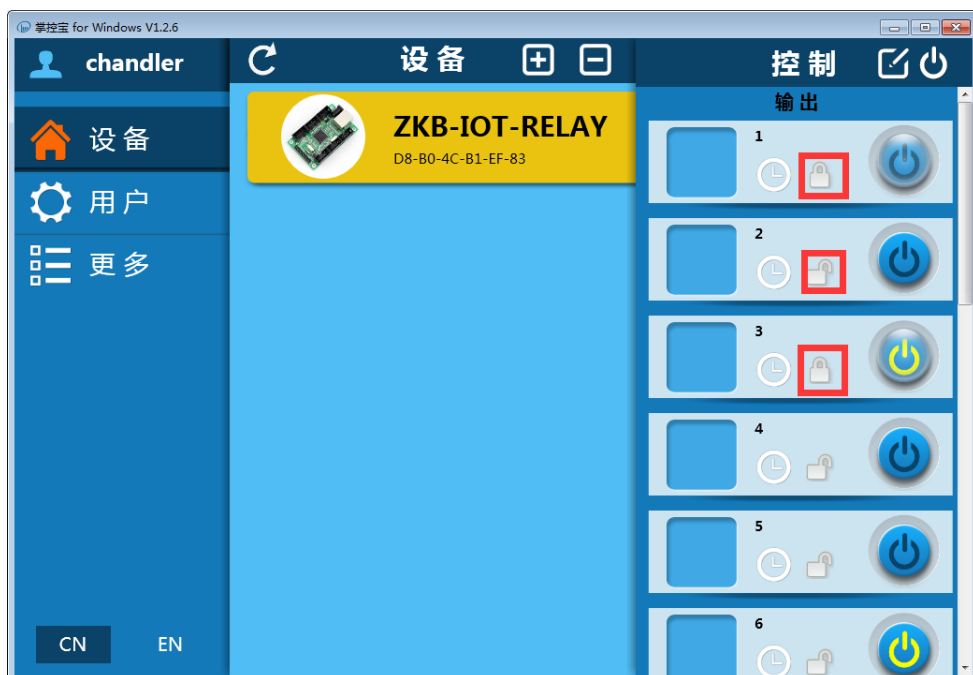 掌控宝 for Windows V1.2.6
chandler
设备
用户
更多
CN EN
设备
ZKB-IOT-RELAY
D8-B0-4C-B1-EF-83
控制
输出
1
2
3
4
5
6